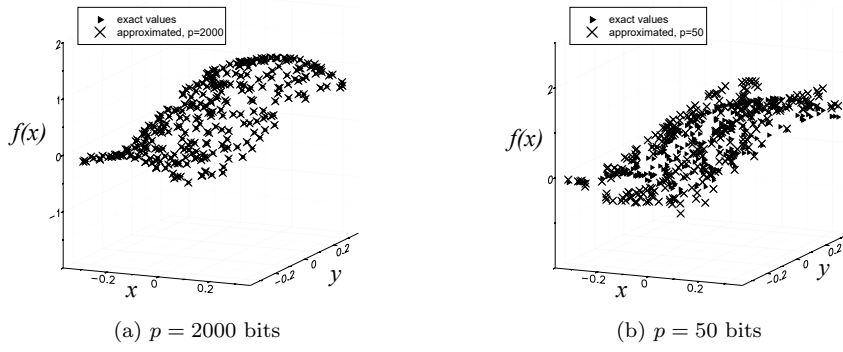 exact values
approximated, p=2000
2
1
0
−1
f(x)
−0.2
0
0.2
x
−0.2
0
0.2
y
(a) p = 2000 bits
exact values
approximated, p=50
2
0
f(x)
−0.2
0
0.2
x
−0.2
0
0.2
y
(b) p = 50 bits